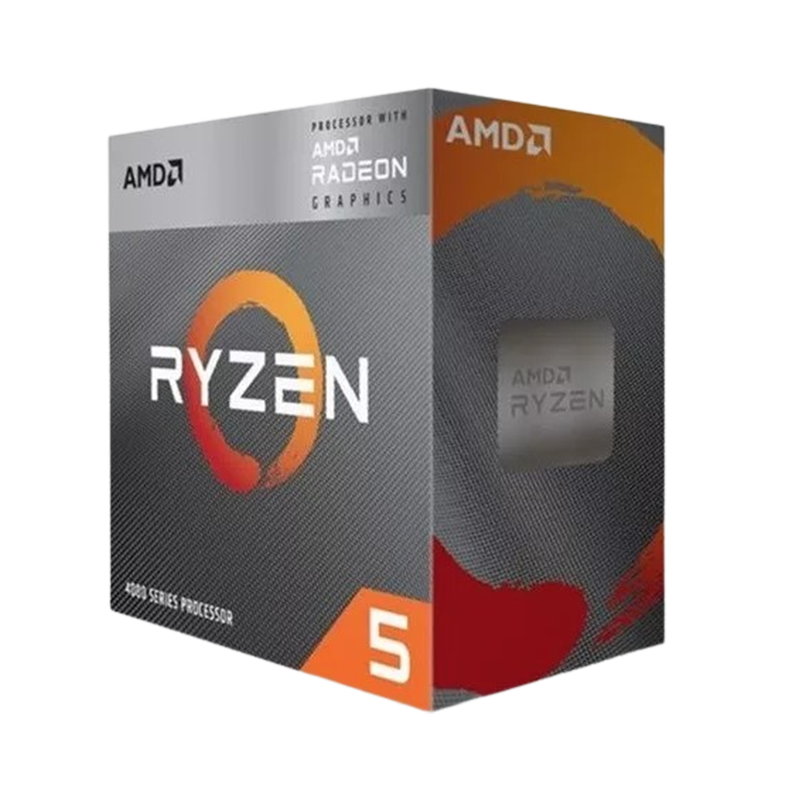 AMD
PROCESSOR WITH
AMD
RADEON
GRAPHICS
RYZEN
4000 SERIES PROCESSOR
5
AMD
AMD
RYZEN